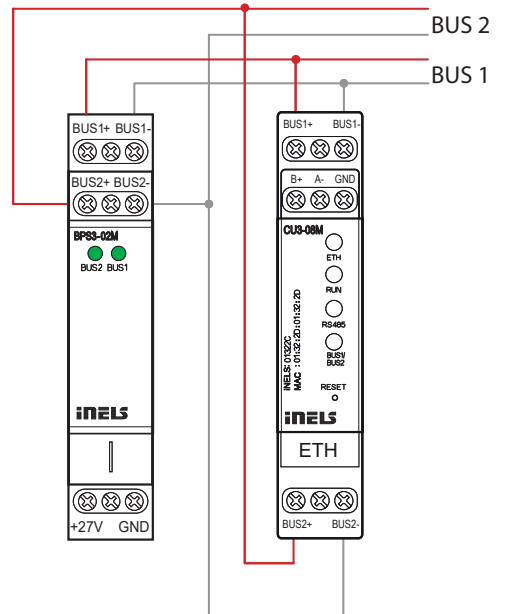 BUS 2
BUS 1
BUS1+ BUS1-
BUS2+ BUS2-
BPS3-02M
BUS2 BUS1
iNELS
+27V GND
BUS1+ BUS1-
B+ A- GND
CU3-08M
ETH
RUN
RS485
BUS1/
BUS2
iNELS: 01322C
MAC : 01:32:2D:01:32:2D
RESET
iNELS
ETH
BUS2+ BUS2-